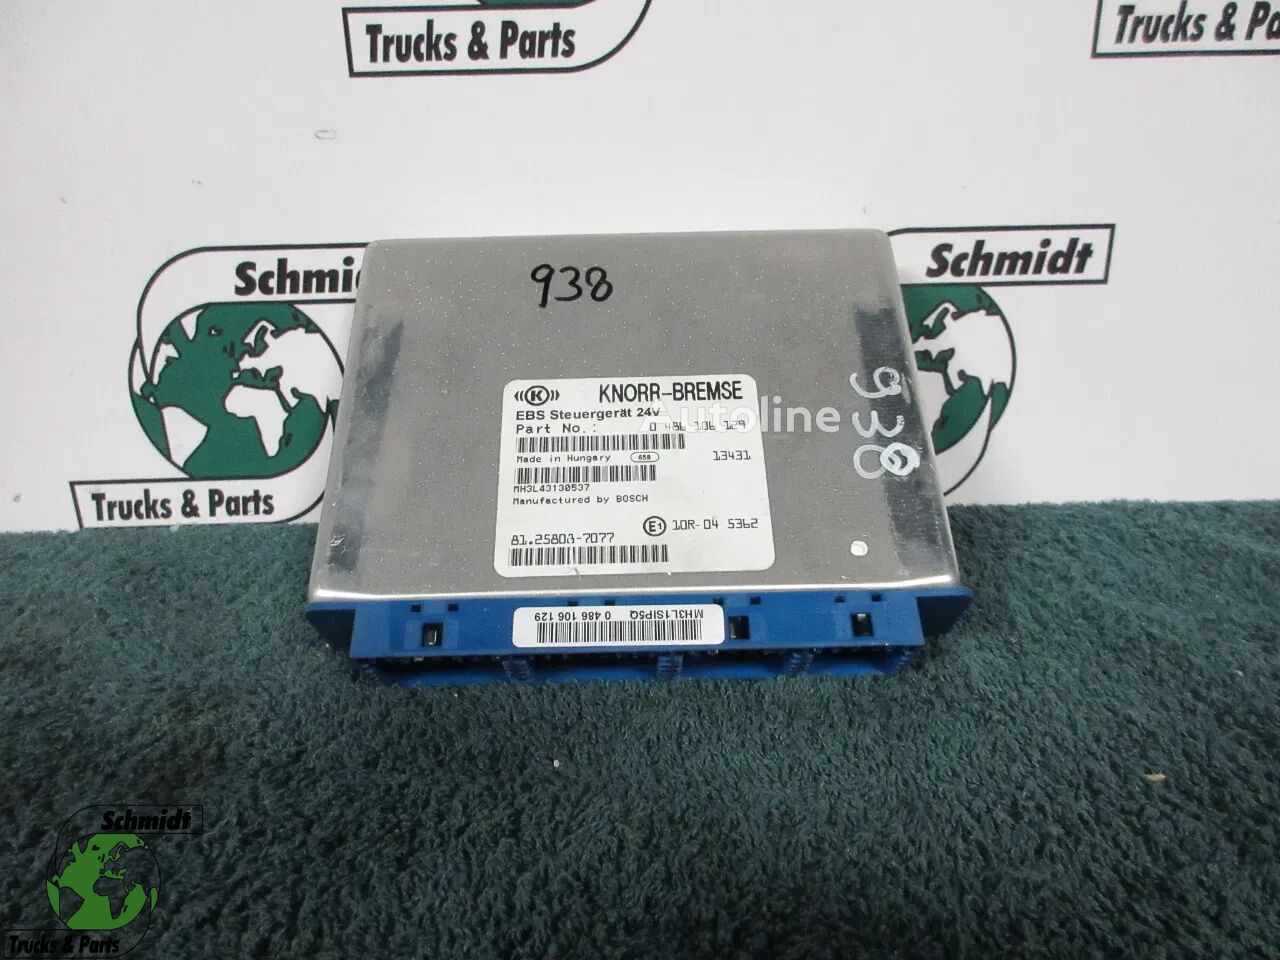 Trucks & Parts
Trucks & Pa
Schmidt
Schmid
938
938
KNORR-BREMSE
EBS Steuergerät 24V
Autoline
Part No.: 0 486 106 129
Made in Hungary 658 13431
MH3L43130537
Manufactured by BOSCH
E1 10R-04 5362
81.25808-7077
MH3L1SIP5Q 0 486 106 129
Trucks & Parts
& Parts
Schmidt
Trucks & Parts